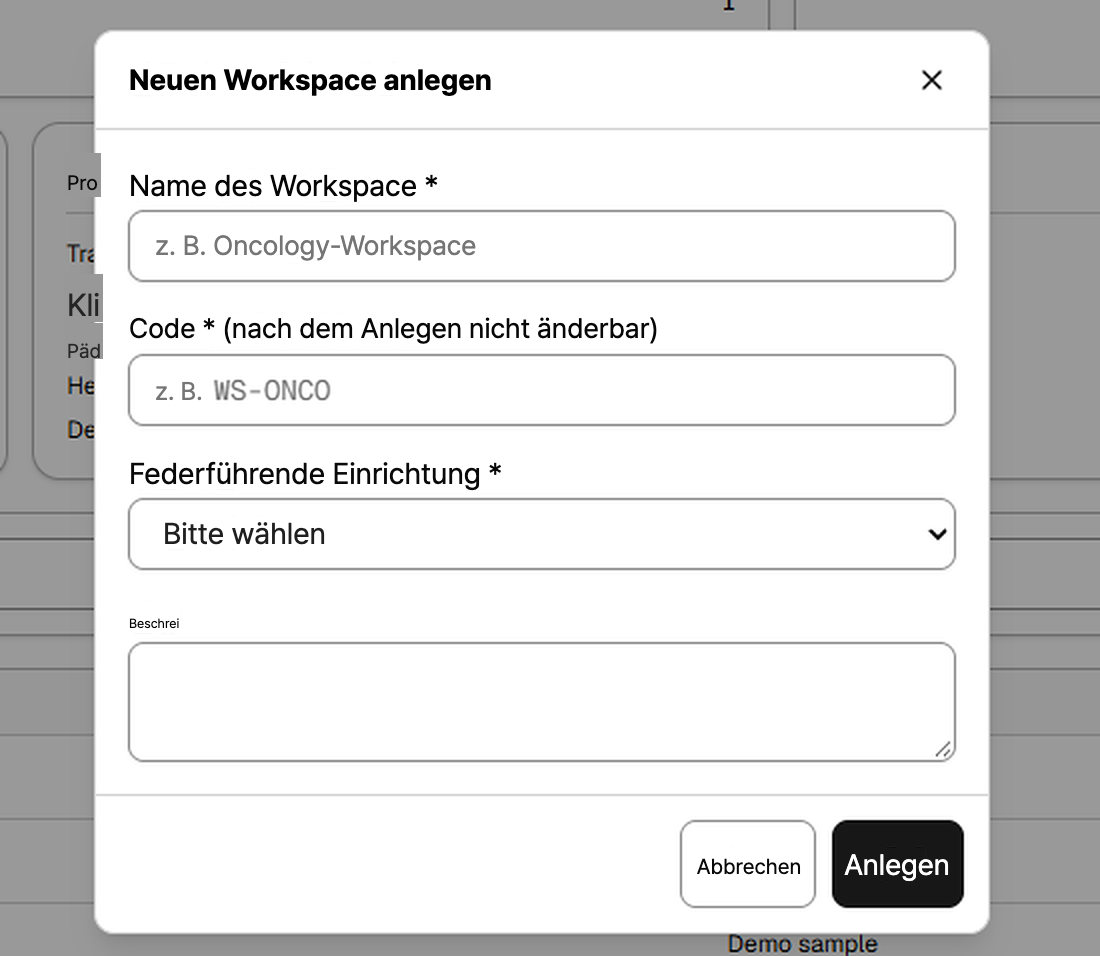 1
Neuen Workspace anlegen
Pro
Name des Workspace *
z. B. Oncology-Workspace
Tra
Kli
Code * (nach dem Anlegen nicht änderbar)
Päd
He
z. B. WS-ONCO
De
Federführende Einrichtung *
Bitte wählen
Beschrei
Abbrechen
Anlegen
Demo sample